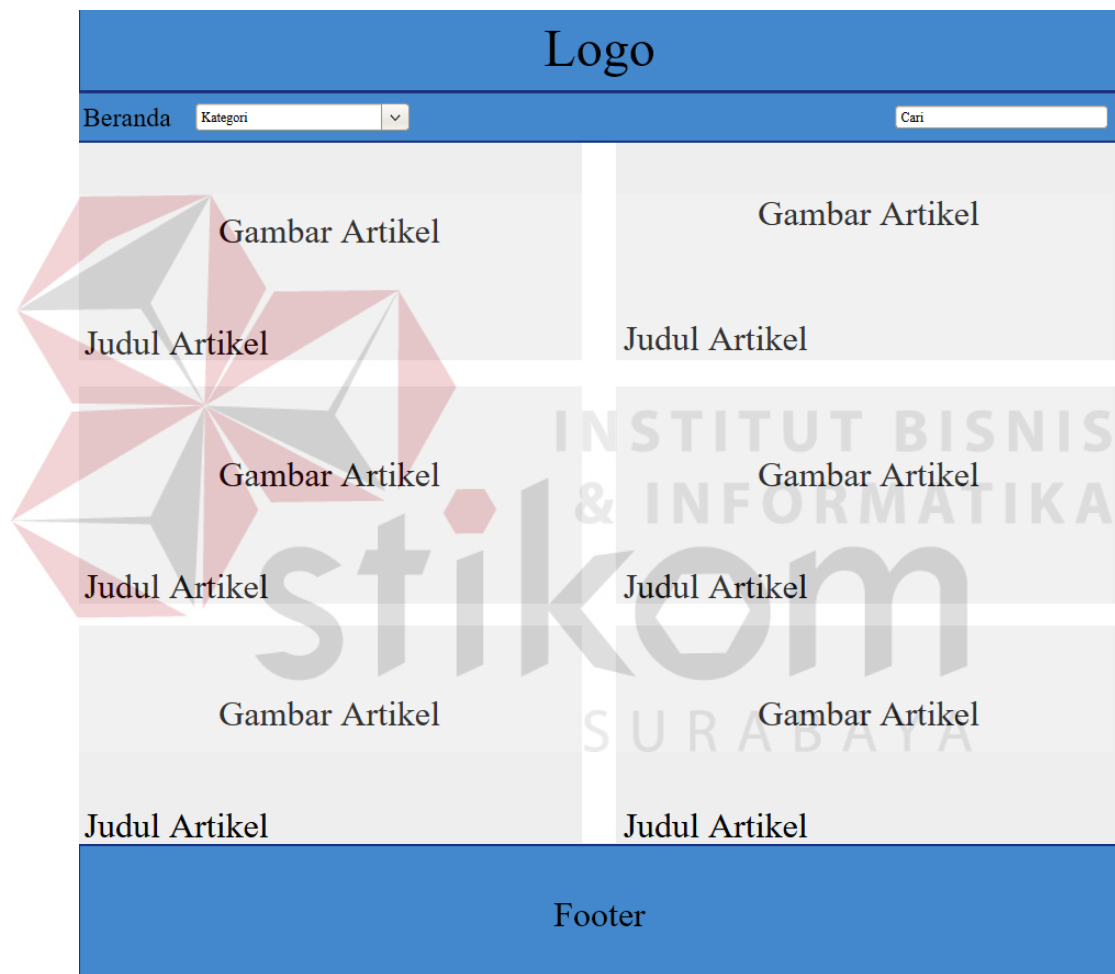 Logo
Beranda
Kategori
Cari
Gambar Artikel
Gambar Artikel
Judul Artikel
Judul Artikel
INSTITUT BISNIS
& INFORMATIKA
Gambar Artikel
Gambar Artikel
stikom
Judul Artikel
Judul Artikel
SURABAYA
Gambar Artikel
Gambar Artikel
Judul Artikel
Judul Artikel
Footer